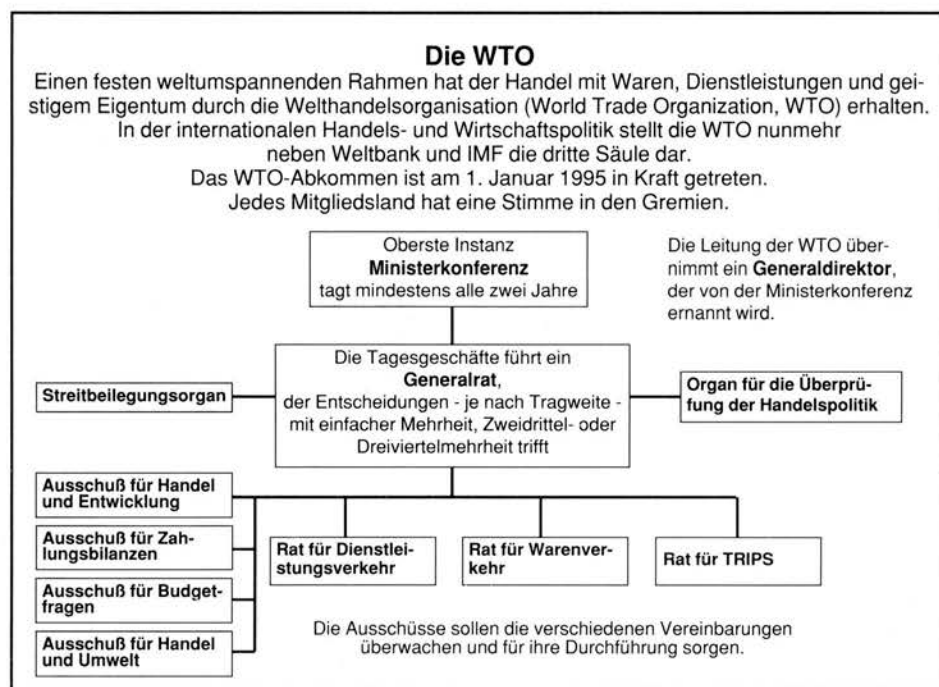 Die WTO
Einen festen weltumspannenden Rahmen hat der Handel mit Waren, Dienstleistungen und gei-
stigem Eigentum durch die Welthandelsorganisation (World Trade Organization, WTO) erhalten.
In der internationalen Handels- und Wirtschaftspolitik stellt die WTO nunmehr
neben Weltbank und IMF die dritte Säule dar.
Das WTO-Abkommen ist am 1. Januar 1995 in Kraft getreten.
Jedes Mitgliedsland hat eine Stimme in den Gremien.
Oberste Instanz
Ministerkonferenz
tagt mindestens alle zwei Jahre
Die Leitung der WTO über-
nimmt ein Generaldirektor,
der von der Ministerkonferenz
ernannt wird.
Die Tagesgeschäfte führt ein
Generalrat,
der Entscheidungen - je nach Tragweite -
mit einfacher Mehrheit, Zweidrittel- oder
Dreiviertelmehrheit trifft
Streitbeilegungsorgan
Organ für die Überprü-
fung der Handelspolitik
Ausschuß für Handel
und Entwicklung
Ausschuß für Zah-
lungsbilanzen
Ausschuß für Budget-
fragen
Ausschuß für Handel
und Umwelt
Rat für Dienstlei-
stungsverkehr
Rat für Warenver-
kehr
Rat für TRIPS
Die Ausschüsse sollen die verschiedenen Vereinbarungen
überwachen und für ihre Durchführung sorgen.